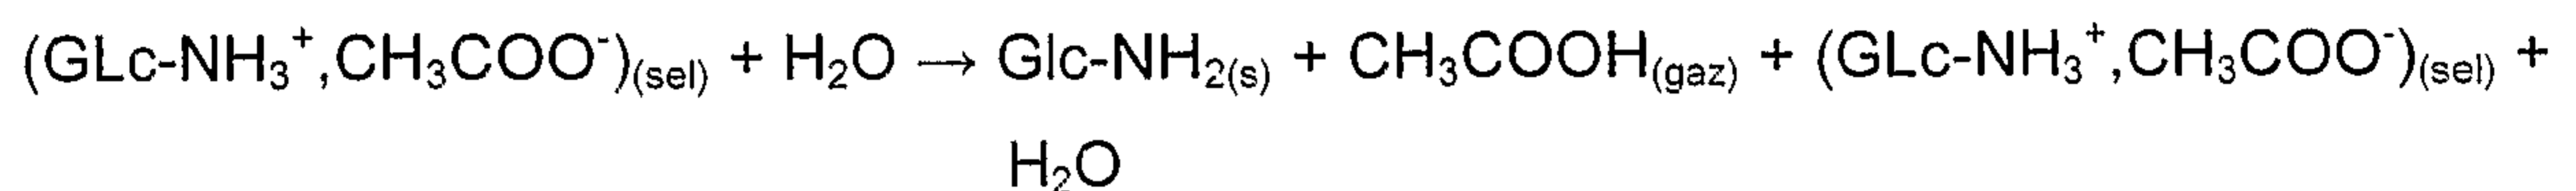 (GLc-NH₃⁺,CH₃COO⁻)₍sel₎ + H₂O → Glc-NH₂(s) + CH₃COOH(gaz) + (GLc-NH₃⁺,CH₃COO⁻)(sel) +
H₂O